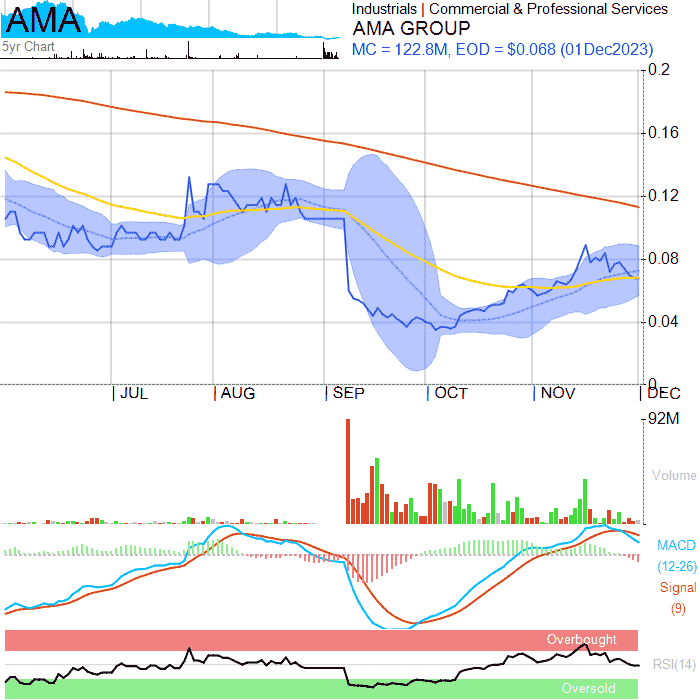 AMA
5yr Chart
Industrials | Commercial & Professional Services
AMA GROUP
MC = 122.8M, EOD = $0.068 (01Dec2023)
0.2
0.16
0.12
0.08
0.04
0
JUL AUG SEP OCT NOV DEC
92M
Volume
MACD
(12-26)
Signal
(9)
Overbought
RSI(14)
Oversold